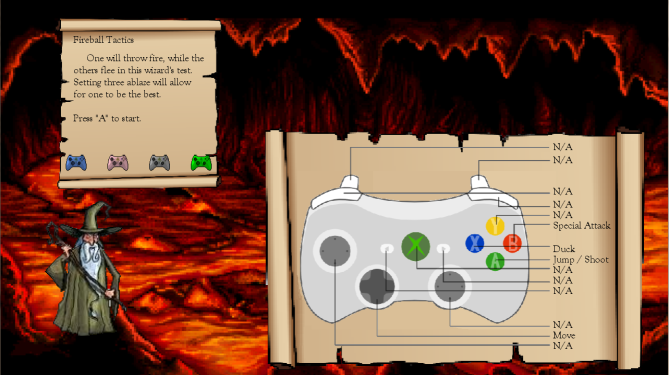 Fireball Tactics
One will throw fire, while the
others flee in this wizard's test.
Setting three ablaze will allow
for one to be the best.
Press "A" to start.
N/A
N/A
N/A
N/A
N/A
Special Attack
Duck
Jump / Shoot
N/A
N/A
N/A
N/A
Move
N/A
Y
X
B
A
X